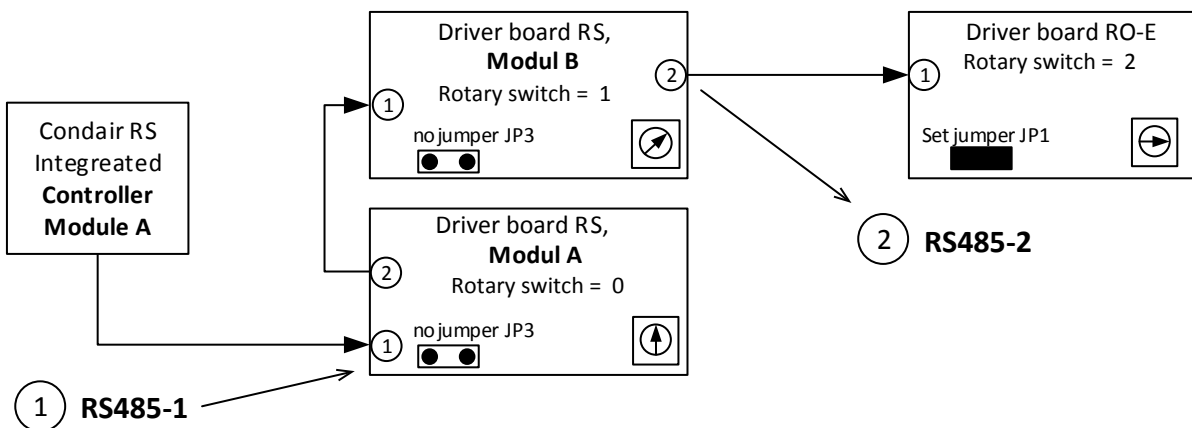 Condair RS
Integreated
Controller
Module A
Driver board RS,
Modul B
Rotary switch = 1
no jumper JP3
1
2
Driver board RO-E
Rotary switch = 2
Set jumper JP1
1
Driver board RS,
Modul A
Rotary switch = 0
no jumper JP3
2
1
2 RS485-2
1 RS485-1